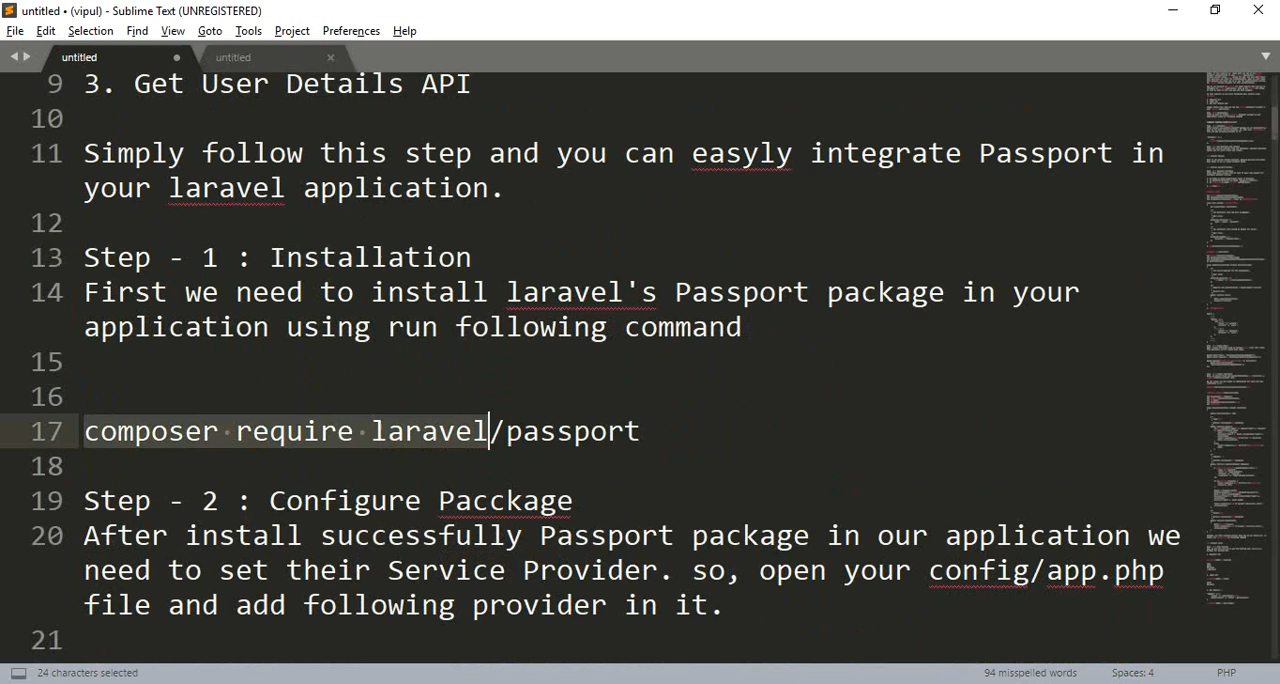 untitled • (vipul) - Sublime Text (UNREGISTERED)
File Edit Selection Find View Goto Tools Project Preferences Help
untitled untitled
9 3. Get User Details API
10
11 Simply follow this step and you can easyly integrate Passport in
your laravel application.
12
13 Step - 1 : Installation
14 First we need to install laravel's Passport package in your
application using run following command
15
16
17 composer require laravel/passport
18
19 Step - 2 : Configure Pacckage
20 After install successfully Passport package in our application we
need to set their Service Provider. so, open your config/app.php
file and add following provider in it.
21
24 characters selected 94 misspelled words Spaces: 4 PHP